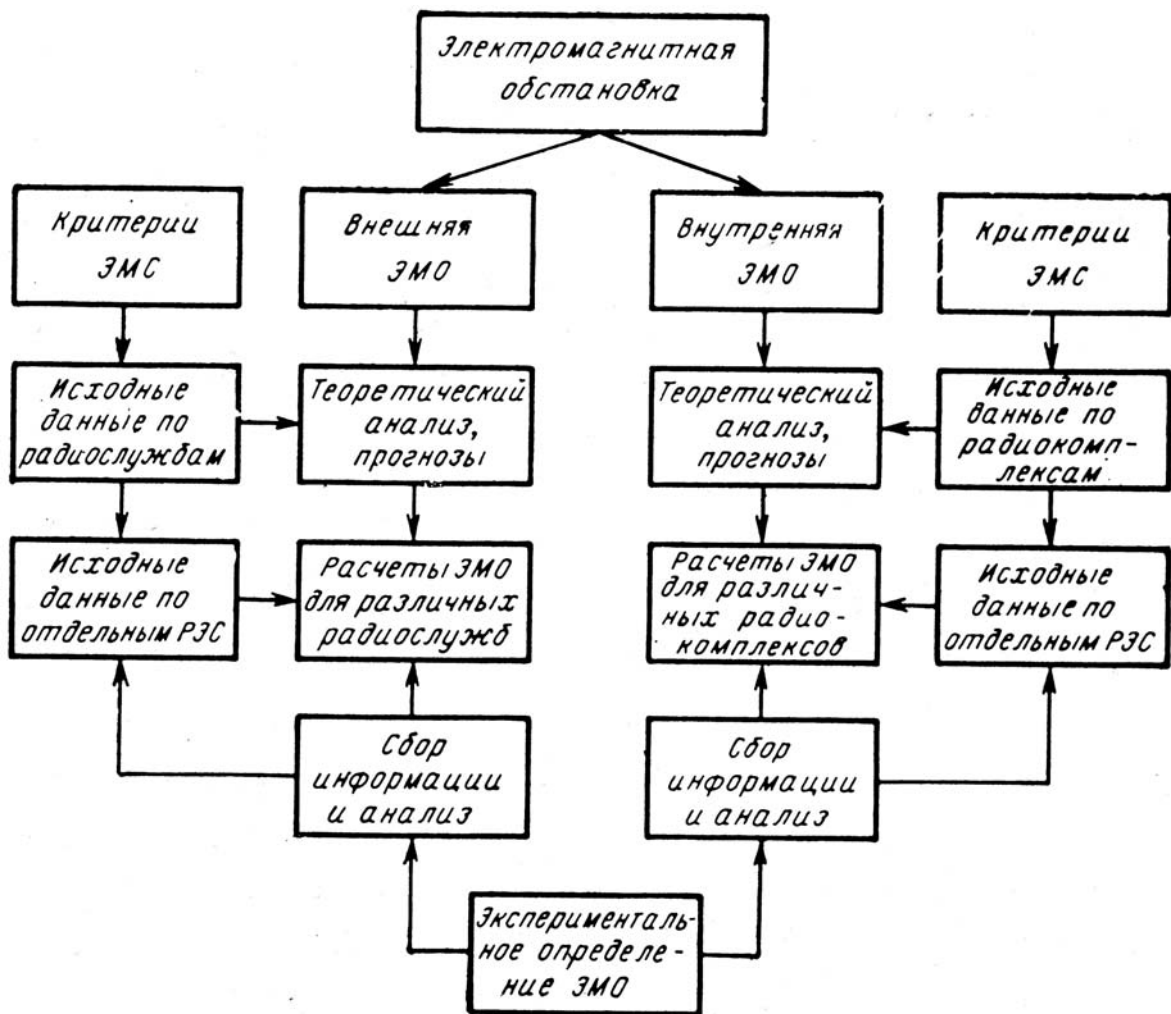 Электромагнитная
обстановка
Критерии
ЭМС
Внешняя
ЭМО
Внутренняя
ЭМО
Критерии
ЭМС
Исходные
данные по
радиослужбам
Теоретический
анализ,
прогнозы
Теоретический
анализ,
прогнозы
Исходные
данные по
радиокомп-
лексам
Исходные
данные по
отдельным РЭС
Расчеты ЭМО
для различных
радиослужб
Расчеты ЭМО
для различ-
ных радио-
комплексов
Исходные
данные по
отдельным РЭС
Сбор
информации
и анализ
Сбор
информации
и анализ
Эксперименталь-
ное определе-
ние ЭМО